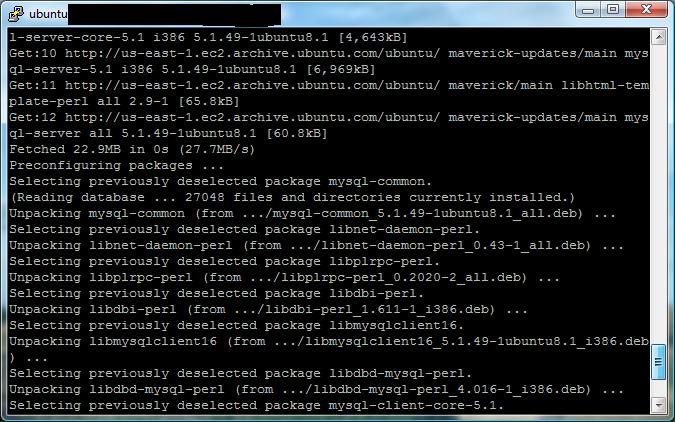 ubuntu
l-server-core-5.1 i386 5.1.49-1ubuntu8.1 [4,643kB]
Get:10 http://us-east-1.ec2.archive.ubuntu.com/ubuntu/ maverick-updates/main mys
ql-server-5.1 i386 5.1.49-1ubuntu8.1 [6,969kB]
Get:11 http://us-east-1.ec2.archive.ubuntu.com/ubuntu/ maverick/main libhtml-tem
plate-perl all 2.9-1 [65.8kB]
Get:12 http://us-east-1.ec2.archive.ubuntu.com/ubuntu/ maverick-updates/main mys
ql-server all 5.1.49-1ubuntu8.1 [60.8kB]
Fetched 22.9MB in 0s (27.7MB/s)
Preconfiguring packages ...
Selecting previously deselected package mysql-common.
(Reading database ... 27048 files and directories currently installed.)
Unpacking mysql-common (from .../mysql-common_5.1.49-1ubuntu8.1_all.deb) ...
Selecting previously deselected package libnet-daemon-perl.
Unpacking libnet-daemon-perl (from .../libnet-daemon-perl_0.43-1_all.deb) ...
Selecting previously deselected package libplrpc-perl.
Unpacking libplrpc-perl (from .../libplrpc-perl_0.2020-2_all.deb) ...
Selecting previously deselected package libdbi-perl.
Unpacking libdbi-perl (from .../libdbi-perl_1.611-1_i386.deb) ...
Selecting previously deselected package libmysqlclient16.
Unpacking libmysqlclient16 (from .../libmysqlclient16_5.1.49-1ubuntu8.1_i386.deb
) ...
Selecting previously deselected package libdbd-mysql-perl.
Unpacking libdbd-mysql-perl (from .../libdbd-mysql-perl_4.016-1_i386.deb) ...
Selecting previously deselected package mysql-client-core-5.1.